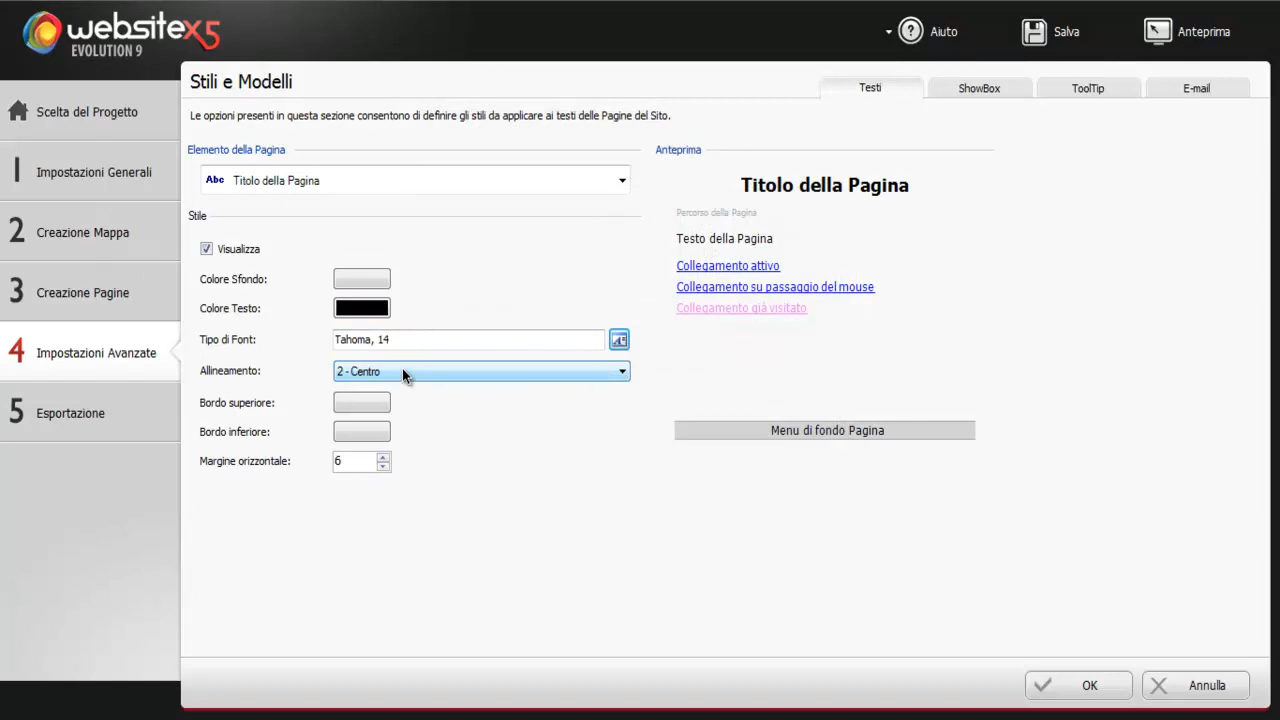 websitex5
EVOLUTION 9
Aiuto
Salva
Anteprima
Scelta del Progetto
1 Impostazioni Generali
2 Creazione Mappa
3 Creazione Pagine
4 Impostazioni Avanzate
5 Esportazione
Stili e Modelli
Testi
ShowBox
ToolTip
E-mail
Le opzioni presenti in questa sezione consentono di definire gli stili da applicare ai testi delle Pagine del Sito.
Elemento della Pagina
Abc Titolo della Pagina
Stile
Visualizza
Colore Sfondo:
Colore Testo:
Tipo di Font: Tahoma, 14
Allineamento: 2 - Centro
Bordo superiore:
Bordo inferiore:
Margine orizzontale: 6
Anteprima
Titolo della Pagina
Percorso della Pagina
Testo della Pagina
Collegamento attivo
Collegamento su passaggio del mouse
Collegamento già visitato
Menu di fondo Pagina
OK
Annulla